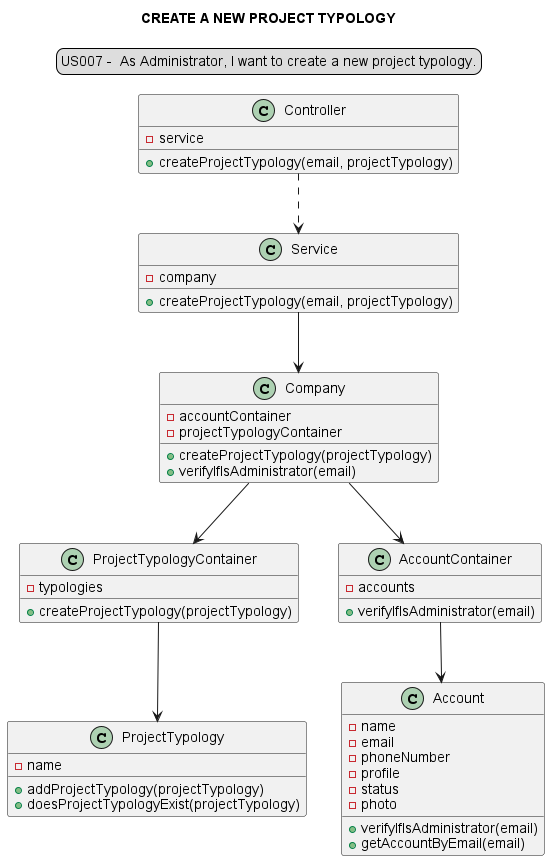 CREATE A NEW PROJECT TYPOLOGY
US007 -  As Administrator, I want to create a new project typology.
C Controller
service
createProjectTypology(email, projectTypology)
C Service
company
createProjectTypology(email, projectTypology)
C Company
accountContainer
projectTypologyContainer
createProjectTypology(projectTypology)
verifyIfIsAdministrator(email)
C ProjectTypologyContainer
typologies
createProjectTypology(projectTypology)
C AccountContainer
accounts
verifyIfIsAdministrator(email)
C ProjectTypology
name
addProjectTypology(projectTypology)
doesProjectTypologyExist(projectTypology)
C Account
name
email
phoneNumber
profile
status
photo
verifyIfIsAdministrator(email)
getAccountByEmail(email)